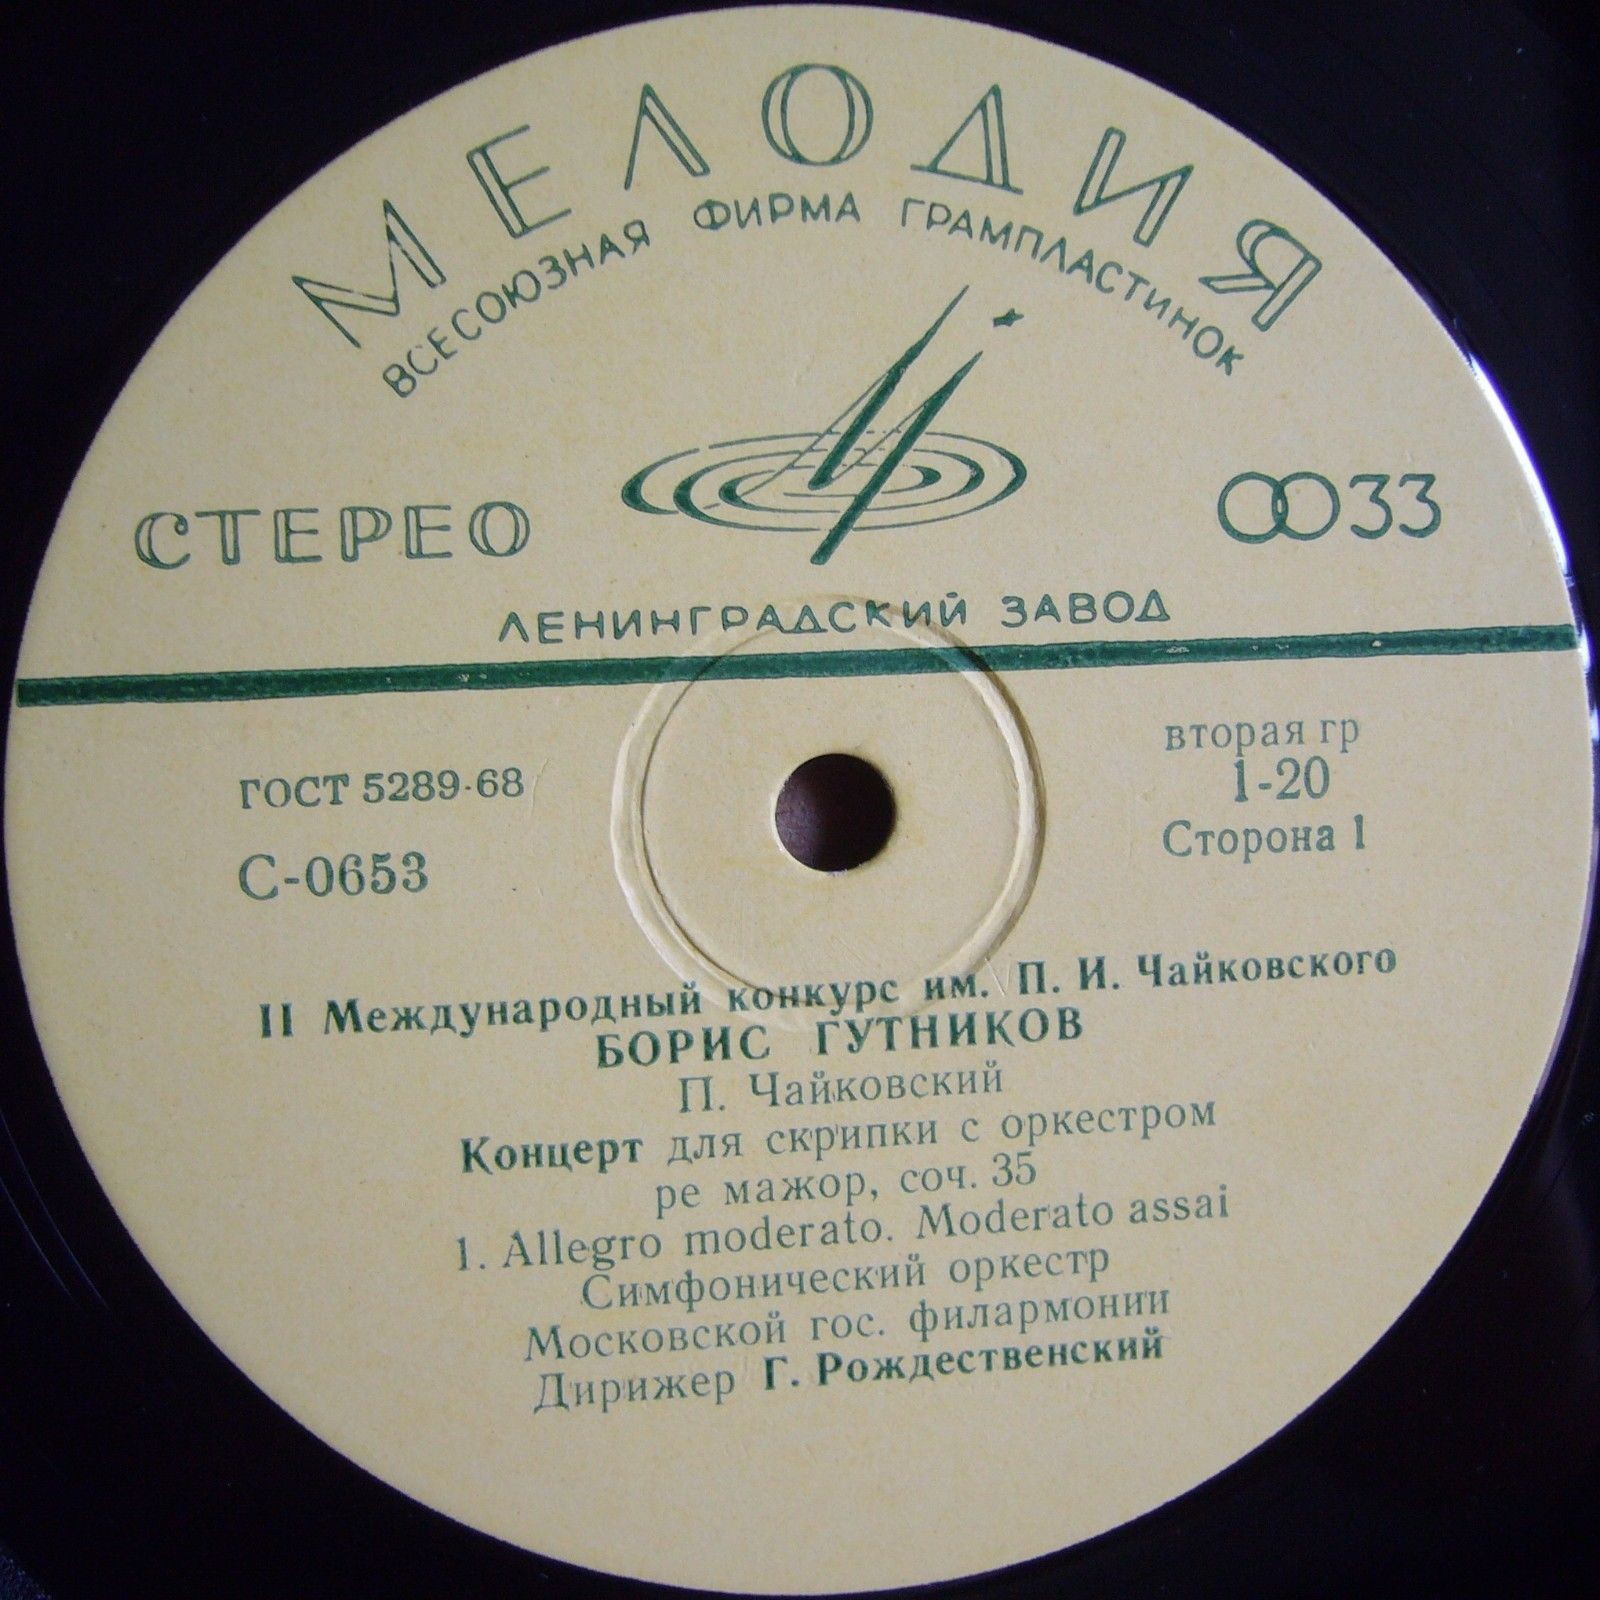 МЕЛОДИЯ
ВСЕСОЮЗНАЯ ФИРМА ГРАМПЛАСТИНОК
СТЕРЕО
33
ЛЕНИНГРАДСКИЙ ЗАВОД
ГОСТ 5289-68
С-0653
вторая гр
1-20
Сторона 1
II Международный конкурс им. П. И. Чайковского
БОРИС ГУТНИКОВ
П. Чайковский
Концерт для скрипки с оркестром
ре мажор, соч. 35
1. Allegro moderato. Moderato assai
Симфонический оркестр
Московской гос. филармонии
Дирижер Г. Рождественский